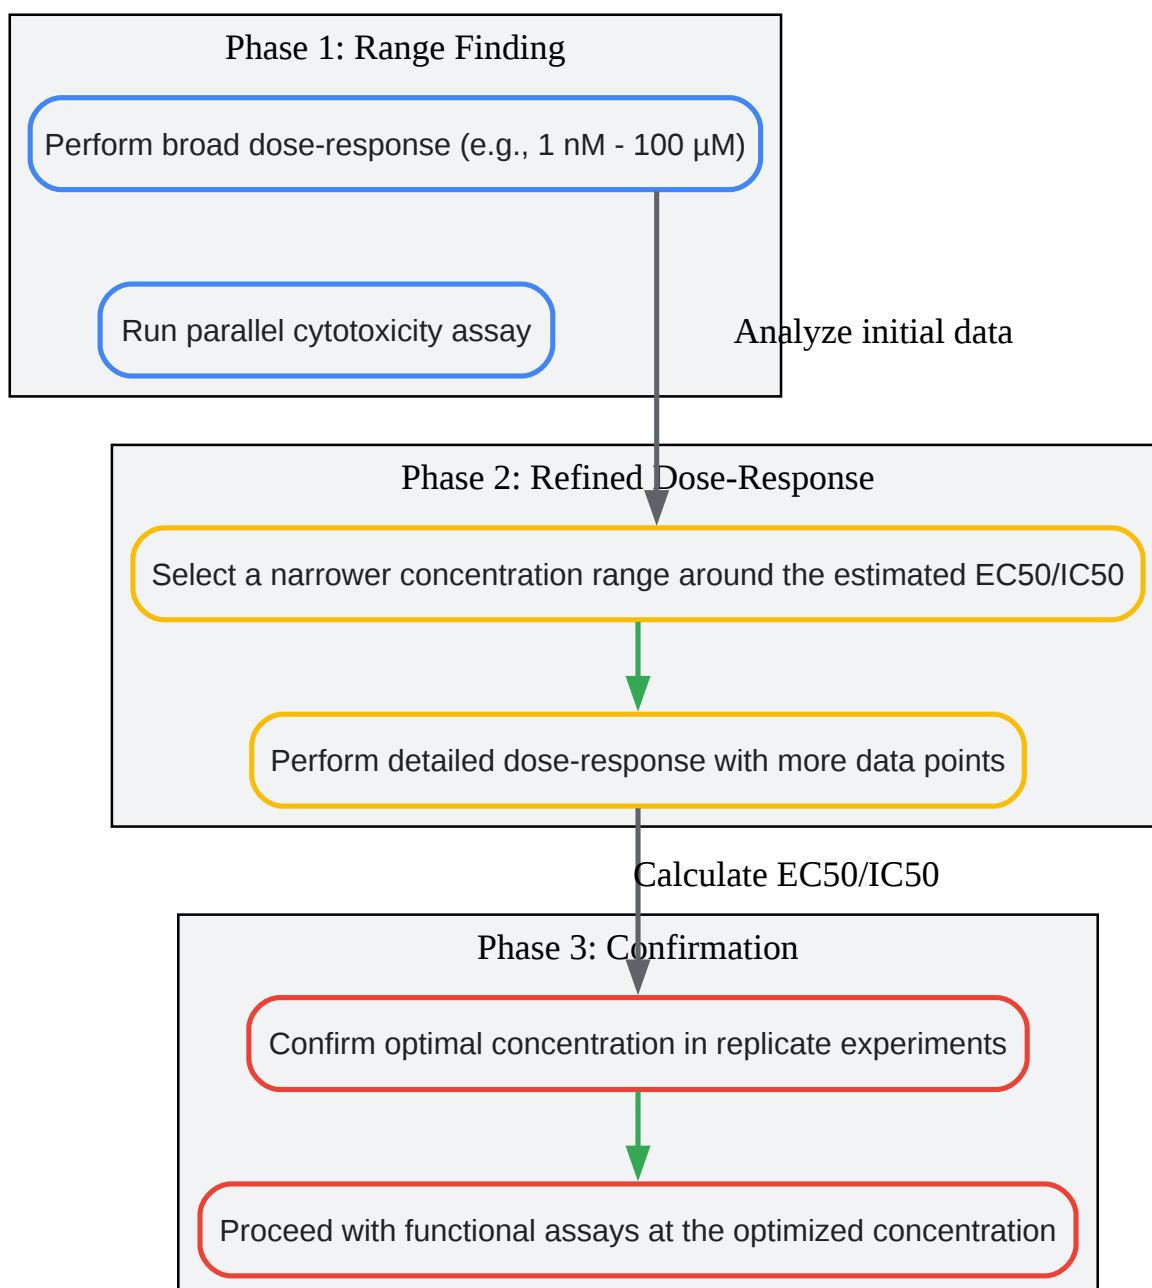 Phase 1: Range Finding
Perform broad dose-response (e.g., 1 nM - 100 µM)
Run parallel cytotoxicity assay
Analyze initial data
Phase 2: Refined Dose-Response
Select a narrower concentration range around the estimated EC50/IC50
Perform detailed dose-response with more data points
Calculate EC50/IC50
Phase 3: Confirmation
Confirm optimal concentration in replicate experiments
Proceed with functional assays at the optimized concentration